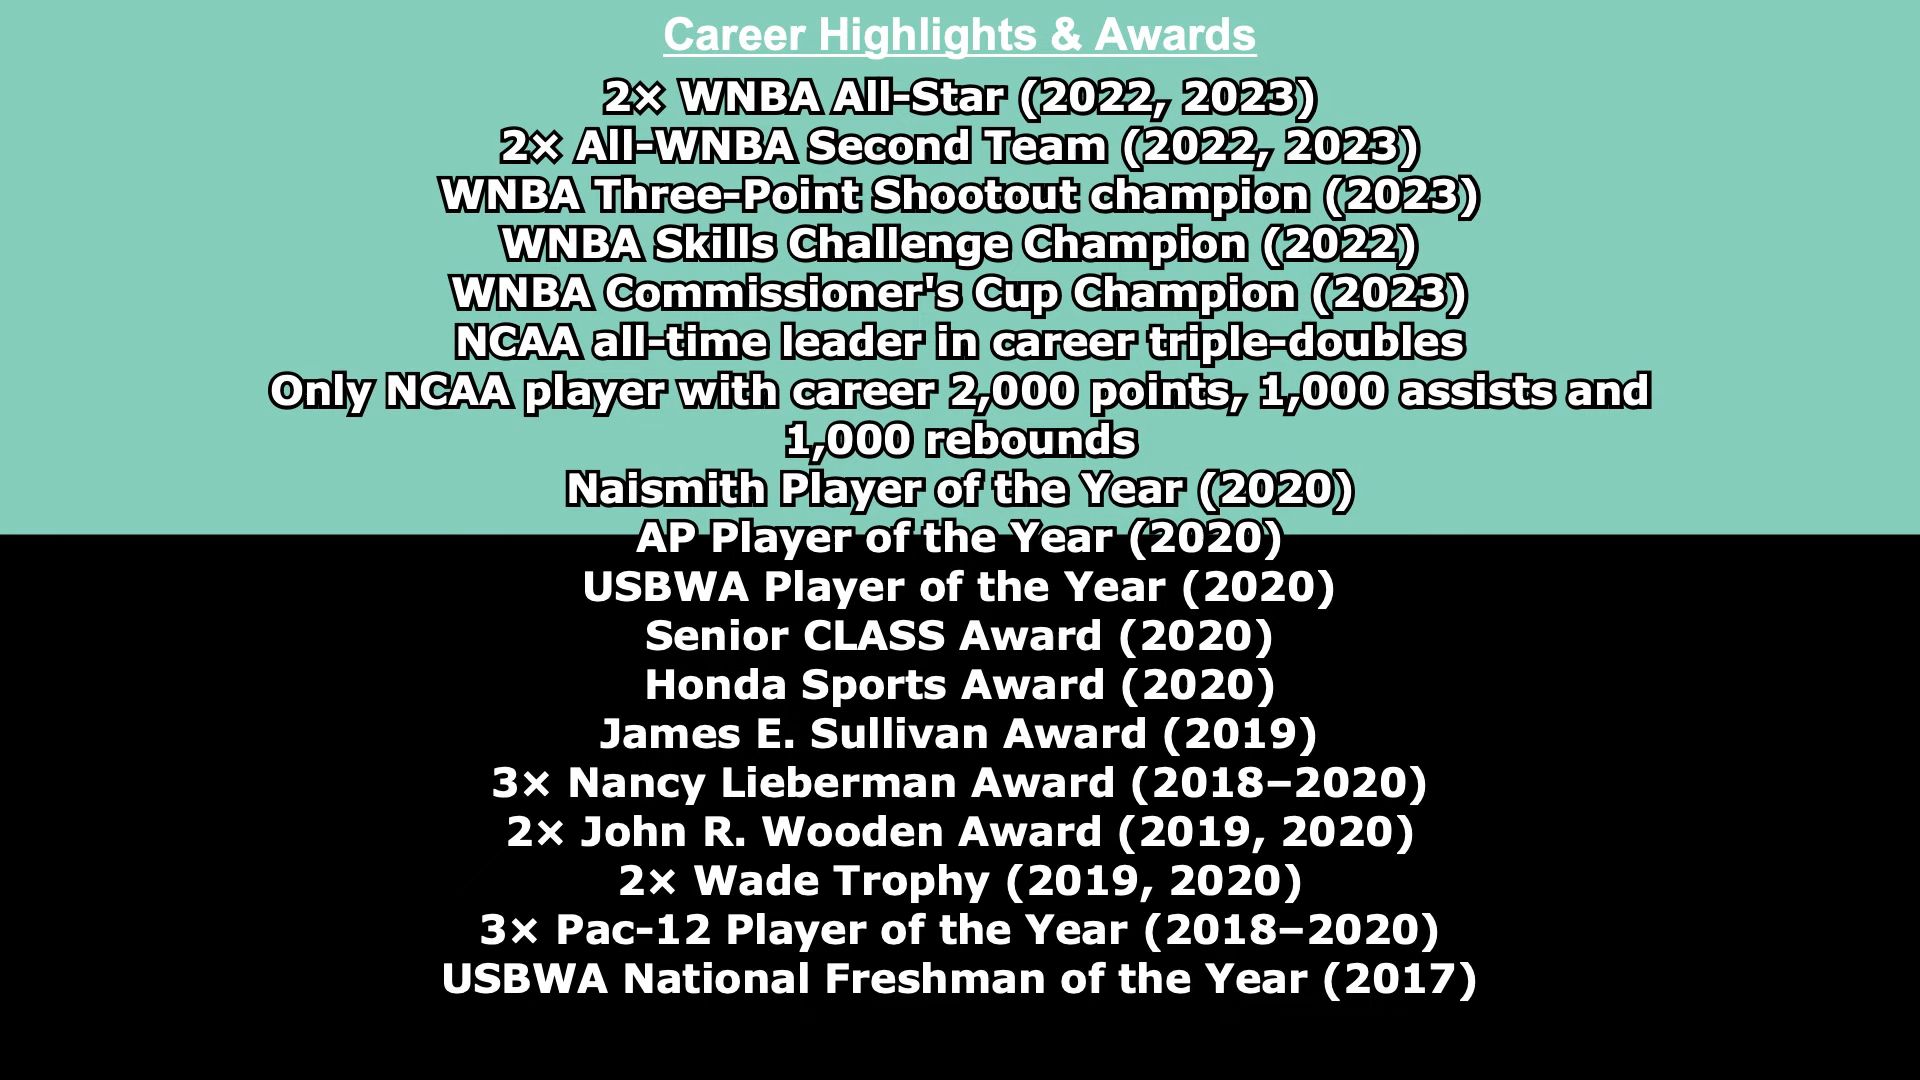 Career Highlights & Awards
2× WNBA All-Star (2022, 2023)
2× All-WNBA Second Team (2022, 2023)
WNBA Three-Point Shootout champion (2023)
WNBA Skills Challenge Champion (2022)
WNBA Commissioner's Cup Champion (2023)
NCAA all-time leader in career triple-doubles
Only NCAA player with career 2,000 points, 1,000 assists and
1,000 rebounds
Naismith Player of the Year (2020)
AP Player of the Year (2020)
USBWA Player of the Year (2020)
Senior CLASS Award (2020)
Honda Sports Award (2020)
James E. Sullivan Award (2019)
3× Nancy Lieberman Award (2018–2020)
2× John R. Wooden Award (2019, 2020)
2× Wade Trophy (2019, 2020)
3× Pac-12 Player of the Year (2018–2020)
USBWA National Freshman of the Year (2017)